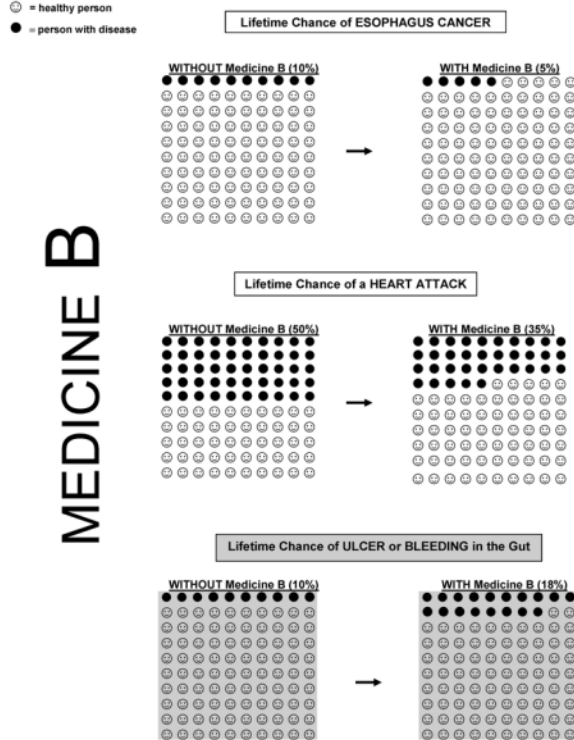 = healthy person
= person with disease
Lifetime Chance of ESOPHAGUS CANCER
WITHOUT Medicine B (10%)
WITH Medicine B (5%)
MEDICINE B
Lifetime Chance of a HEART ATTACK
WITHOUT Medicine B (50%)
WITH Medicine B (35%)
Lifetime Chance of ULCER or BLEEDING in the Gut
WITHOUT Medicine B (10%)
WITH Medicine B (18%)